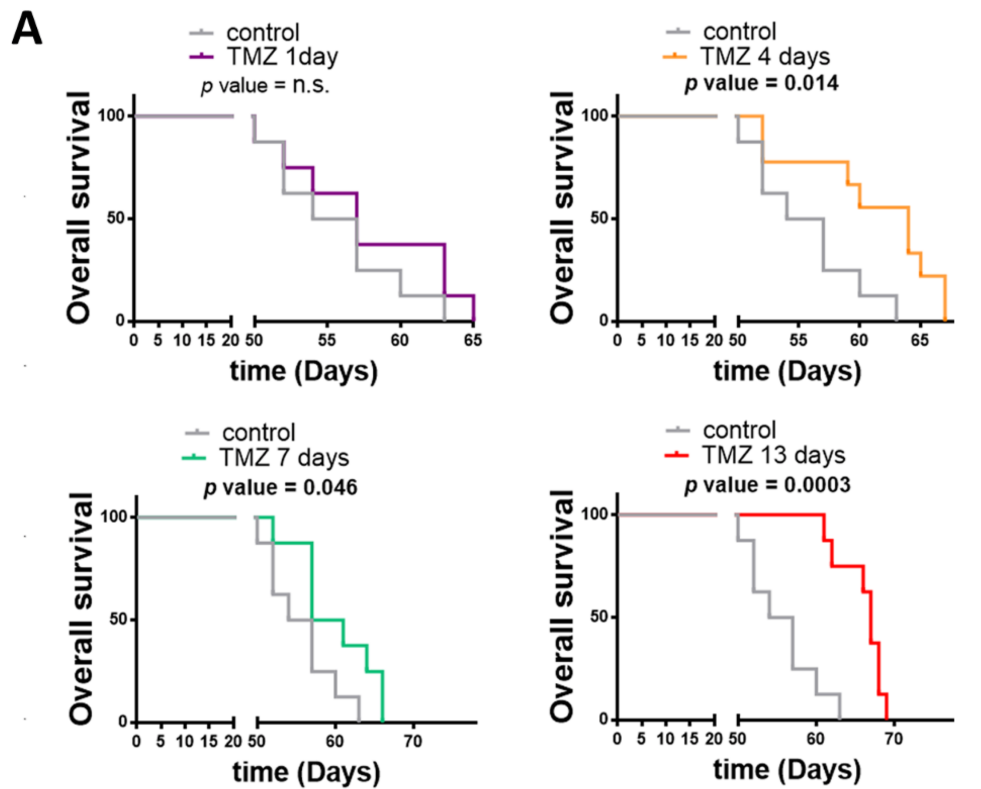 A
control
TMZ 1day
p value = n.s.
Overall survival
100
50
0
0 5 10 15 20 50 55 60 65
time (Days)
control
TMZ 4 days
p value = 0.014
Overall survival
100
50
0
0 5 10 15 20 50 55 60 65
time (Days)
control
TMZ 7 days
p value = 0.046
Overall survival
100
50
0
0 5 10 15 20 50 60 70
time (Days)
control
TMZ 13 days
p value = 0.0003
Overall survival
100
50
0
0 5 10 15 20 50 60 70
time (Days)